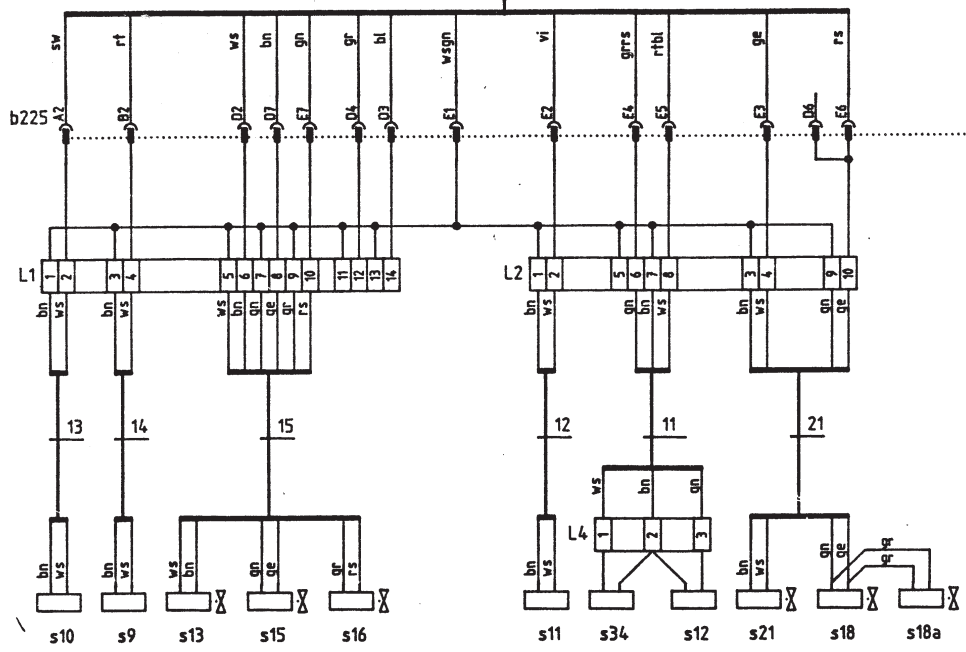 sw rt ws bn gn gr bl wsgn vi grrs rtbl ge rs
b225 A2 B2 D2 D7 E7 D4 D3 E1 E2 E4 E5 E3 D6 E6
L1 1 2 3 4 5 6 7 8 9 10 11 12 13 14 L2 1 2 5 6 7 8 3 4 9 10
bn ws bn ws ws bn gn ge gr rs bn ws gn bn ws bn ws gn ge
13 14 15 12 11 21
ws bn gn
L4 1 2 3
bn ws bn ws ws bn gn ge gr rs bn ws bn ws gn ge
s10 s9 s13 s15 s16 s11 s34 s12 s21 s18 s18a